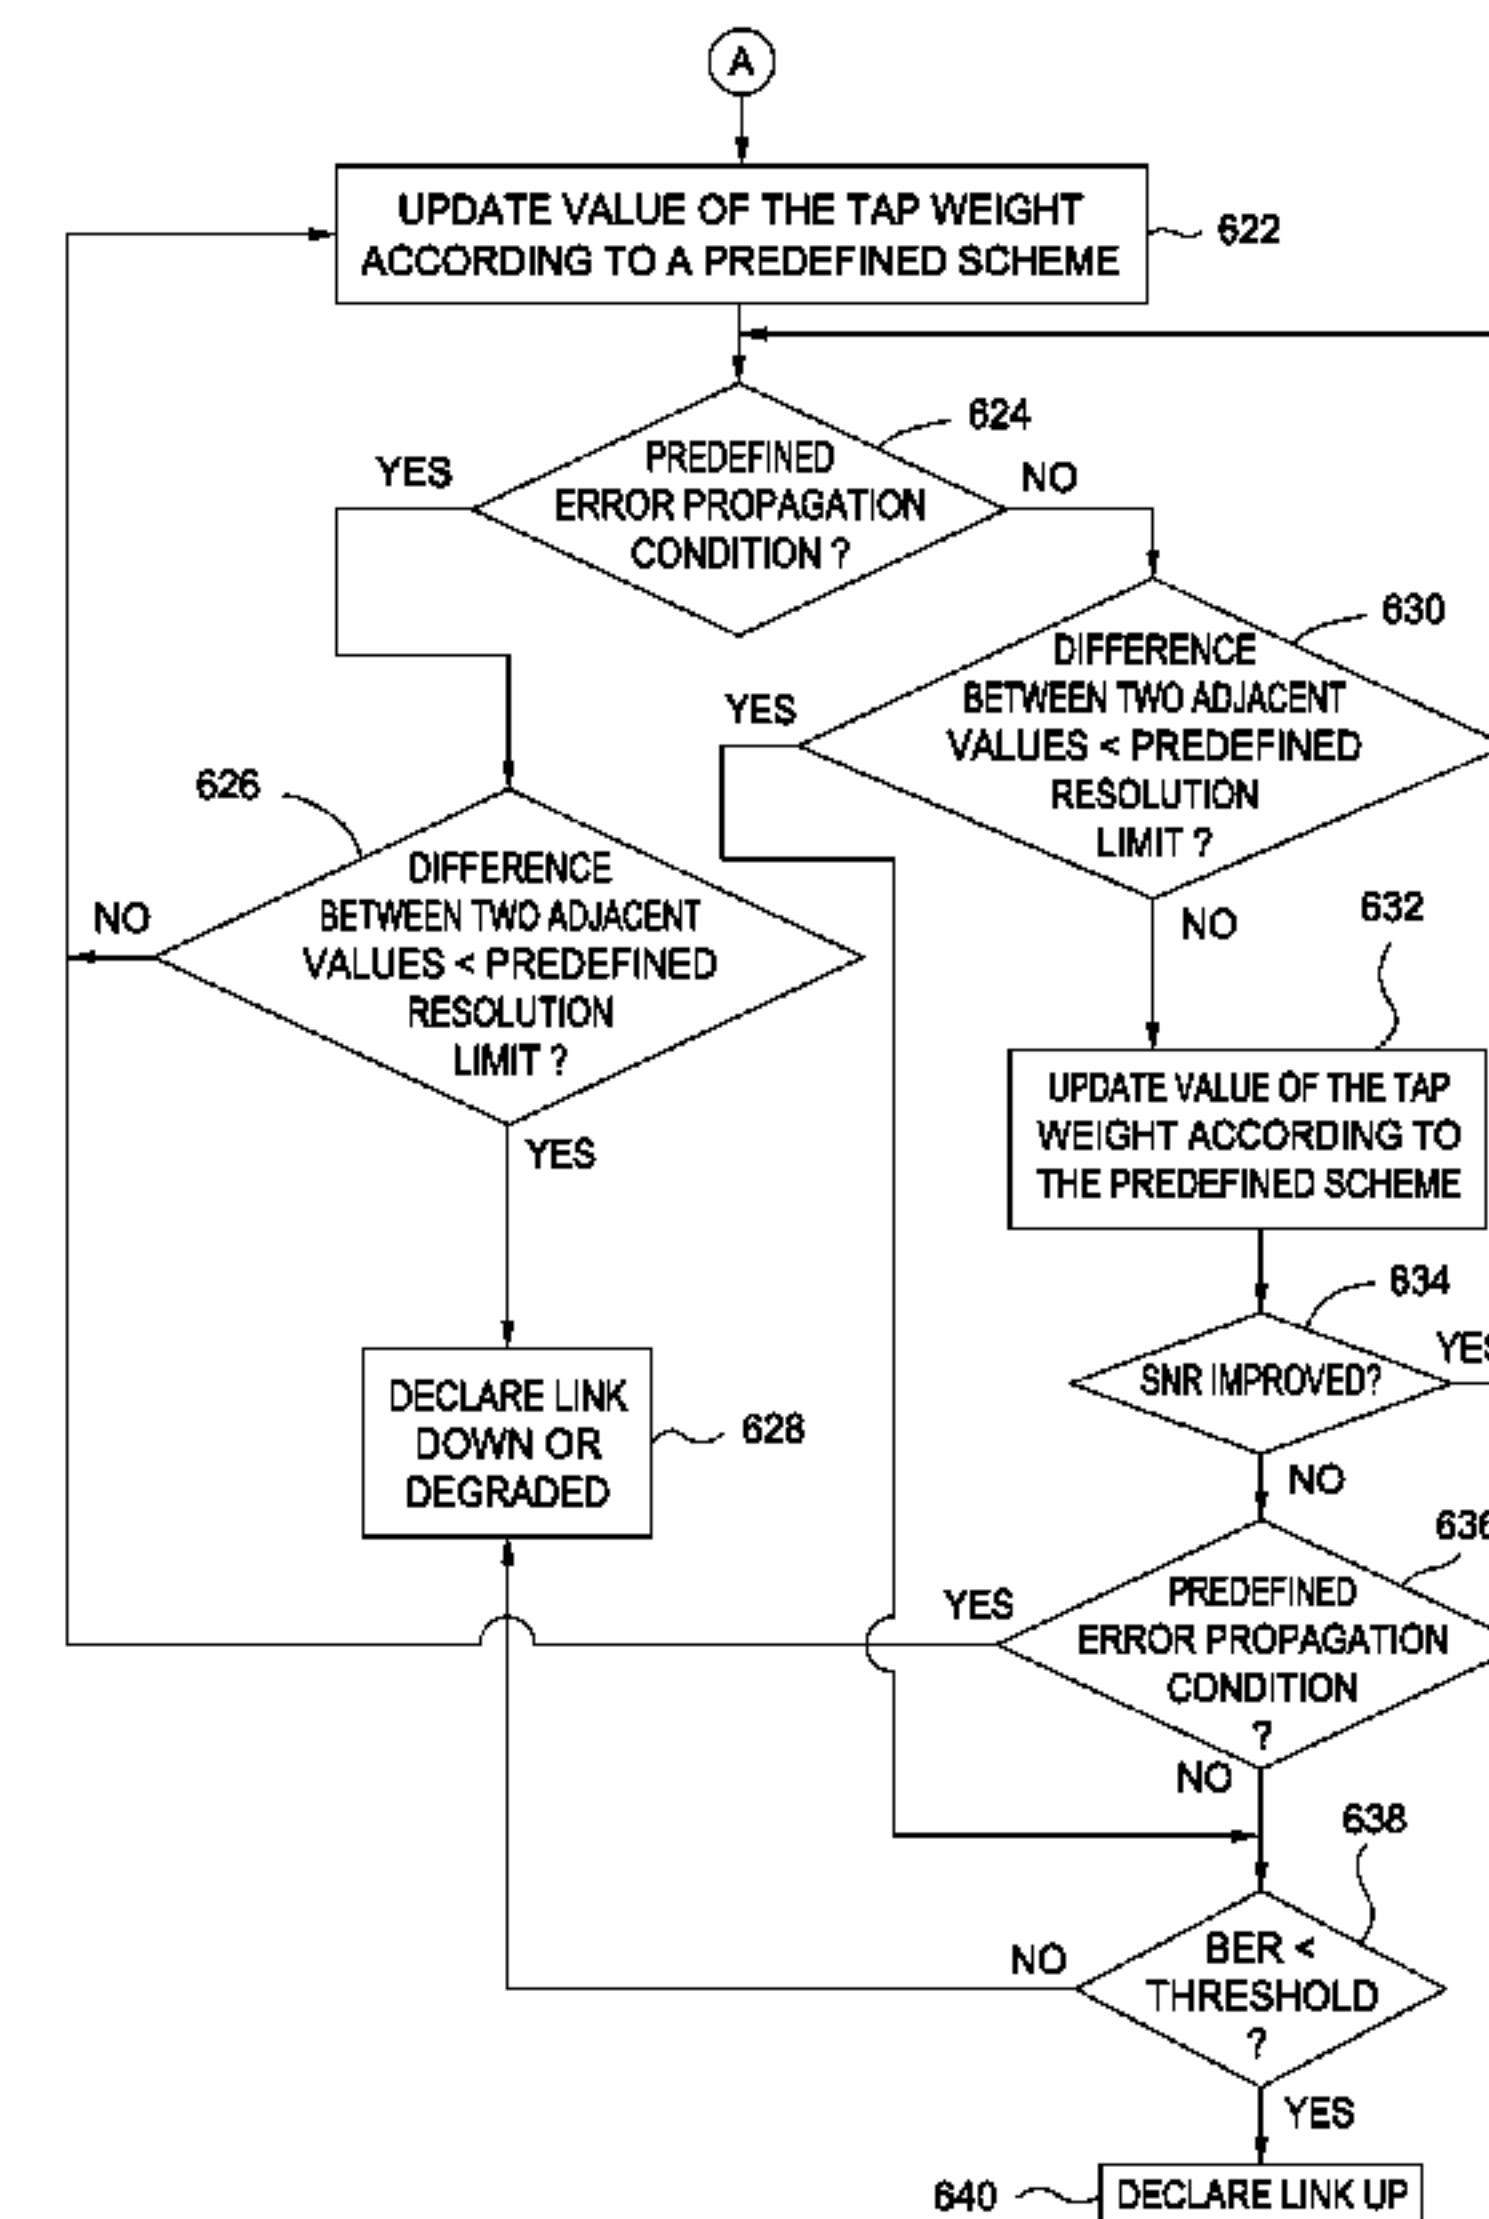 A
UPDATE VALUE OF THE TAP WEIGHT
ACCORDING TO A PREDEFINED SCHEME
622
624
PREDEFINED
ERROR PROPAGATION
CONDITION ?
YES
NO
630
DIFFERENCE
BETWEEN TWO ADJACENT
VALUES < PREDEFINED
RESOLUTION
LIMIT ?
YES
NO
626
DIFFERENCE
BETWEEN TWO ADJACENT
VALUES < PREDEFINED
RESOLUTION
LIMIT ?
NO
YES
632
UPDATE VALUE OF THE TAP
WEIGHT ACCORDING TO
THE PREDEFINED SCHEME
634
SNR IMPROVED?
YES
NO
DECLARE LINK
DOWN OR
DEGRADED
628
636
PREDEFINED
ERROR PROPAGATION
CONDITION
?
YES
NO
638
BER <
THRESHOLD
?
NO
YES
640
DECLARE LINK UP